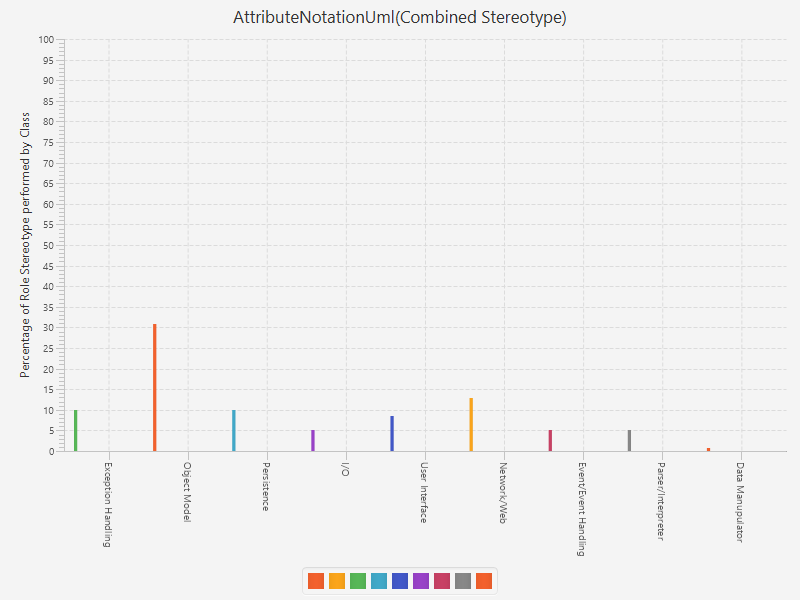 AttributeNotationUml(Combined Stereotype)
Percentage of Role Stereotype performed by Class
100
95
90
85
80
75
70
65
60
55
50
45
40
35
30
25
20
15
10
5
0
Exception Handling
Object Model
Persistence
I/O
User Interface
Network/Web
Event/Event Handling
Parser/Interpreter
Data Manupulator